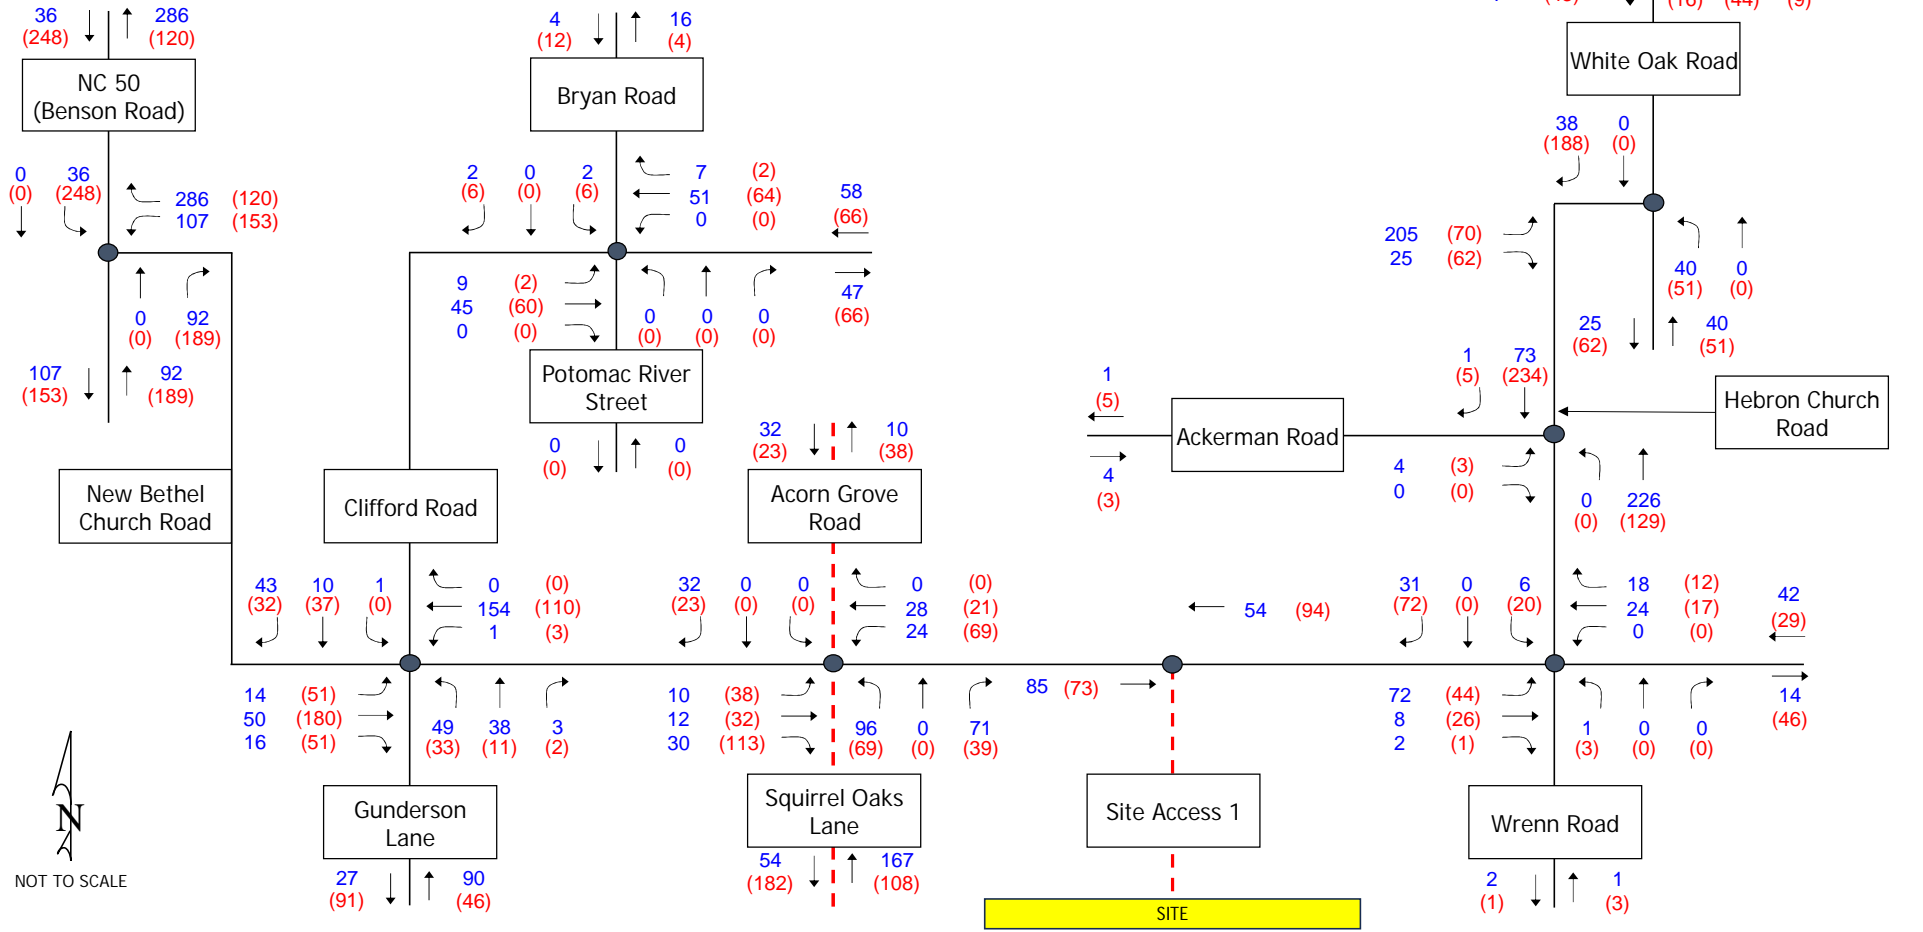 (16) (44) (9)
36 286 4 16
(248) (120) (12) (4)
NC 50
(Benson Road)
Bryan Road
White Oak Road
38 0
(188) (0)
0 36
(0) (248)
286 (120)
107 (153)
2 0 2
(6) (0) (6)
7 (2)
51 (64)
0 (0)
58
(66)
205 (70)
25 (62)
40 0
(51) (0)
0 92
(0) (189)
9 (2)
45 (60)
0 (0)
0 0 0
(0) (0) (0)
47
(66)
25 40
(62) (51)
107 92
(153) (189)
Potomac River
Street
1
(5)
1 73
(5) (234)
Hebron Church
Road
0 0
(0) (0)
32 10
(23) (38)
Ackerman Road
4
(3)
4 (3)
0 (0)
0 226
(0) (129)
New Bethel
Church Road
Clifford Road
Acorn Grove
Road
43 10 1
(32) (37) (0)
0 (0)
154 (110)
1 (3)
32 0 0
(23) (0) (0)
0 (0)
28 (21)
24 (69)
54 (94)
31 0 6
(72) (0) (20)
18 (12)
24 (17)
0 (0)
42
(29)
14 (51)
50 (180)
16 (51)
49 38 3
(33) (11) (2)
10 (38)
12 (32)
30 (113)
96 0 71
(69) (0) (39)
85 (73)
72 (44)
8 (26)
2 (1)
1 0 0
(3) (0) (0)
14
(46)
N
NOT TO SCALE
Gunderson
Lane
Squirrel Oaks
Lane
Site Access 1
Wrenn Road
27 90
(91) (46)
54 167
(182) (108)
2 1
(1) (3)
SITE